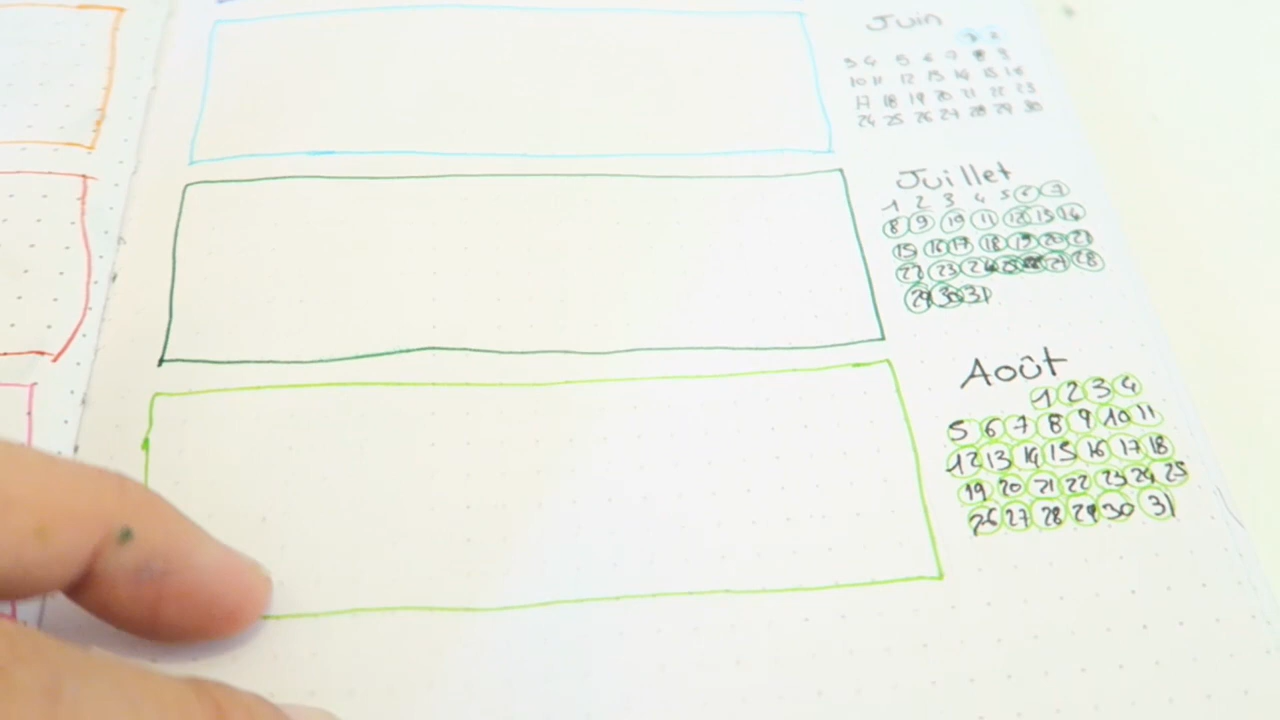 Juin
1 2
3 4 5 6 7 8 9
10 11 12 13 14 15 16
17 18 19 20 21 22 23
24 25 26 27 28 29 30
Juillet
1 2 3 4 5 6 7
8 9 10 11 12 13 14
15 16 17 18 19 20 21
22 23 24 25 26 27 28
29 30 31
Août
1 2 3 4
5 6 7 8 9 10 11
12 13 14 15 16 17 18
19 20 21 22 23 24 25
26 27 28 29 30 31